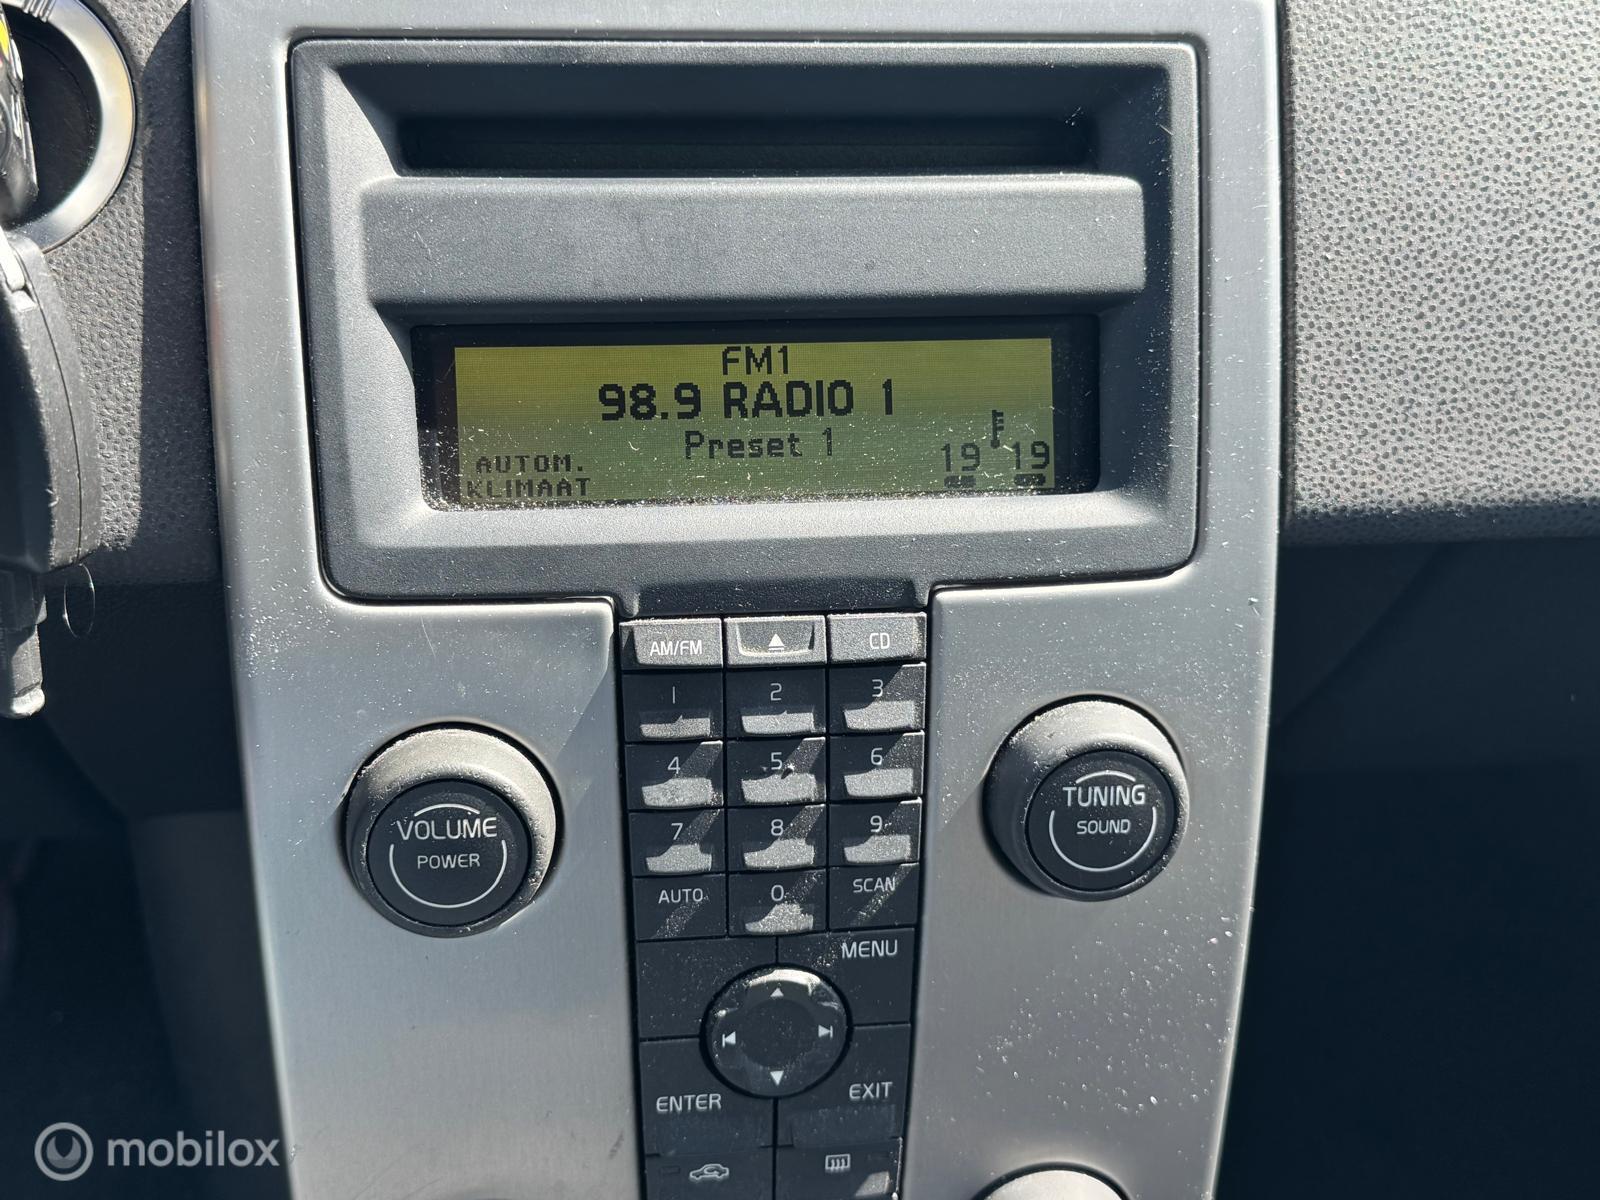 FM1
98.9 RADIO 1
Preset 1
AUTOM.
KLIMAAT
19 19
AM/FM CD
1 2 3
4 5 6
7 8 9
AUTO 0 SCAN
VOLUME
POWER
TUNING
SOUND
MENU
ENTER
EXIT
mobilox